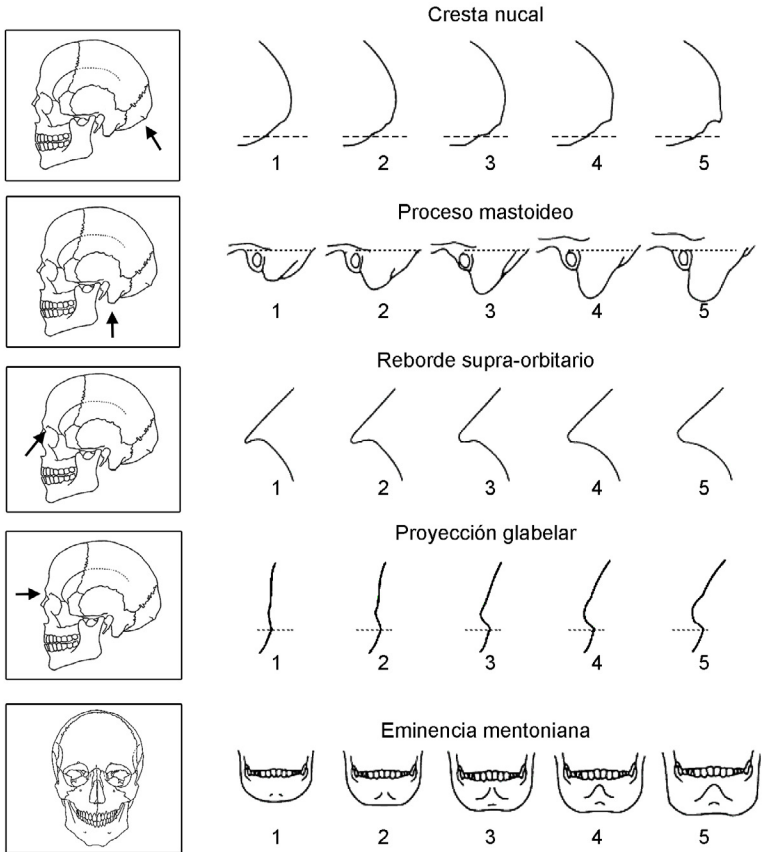 Cresta nucal
1 2 3 4 5
Proceso mastoideo
1 2 3 4 5
Reborde supra-orbitario
1 2 3 4 5
Proyección glabelar
1 2 3 4 5
Eminencia mentoniana
1 2 3 4 5